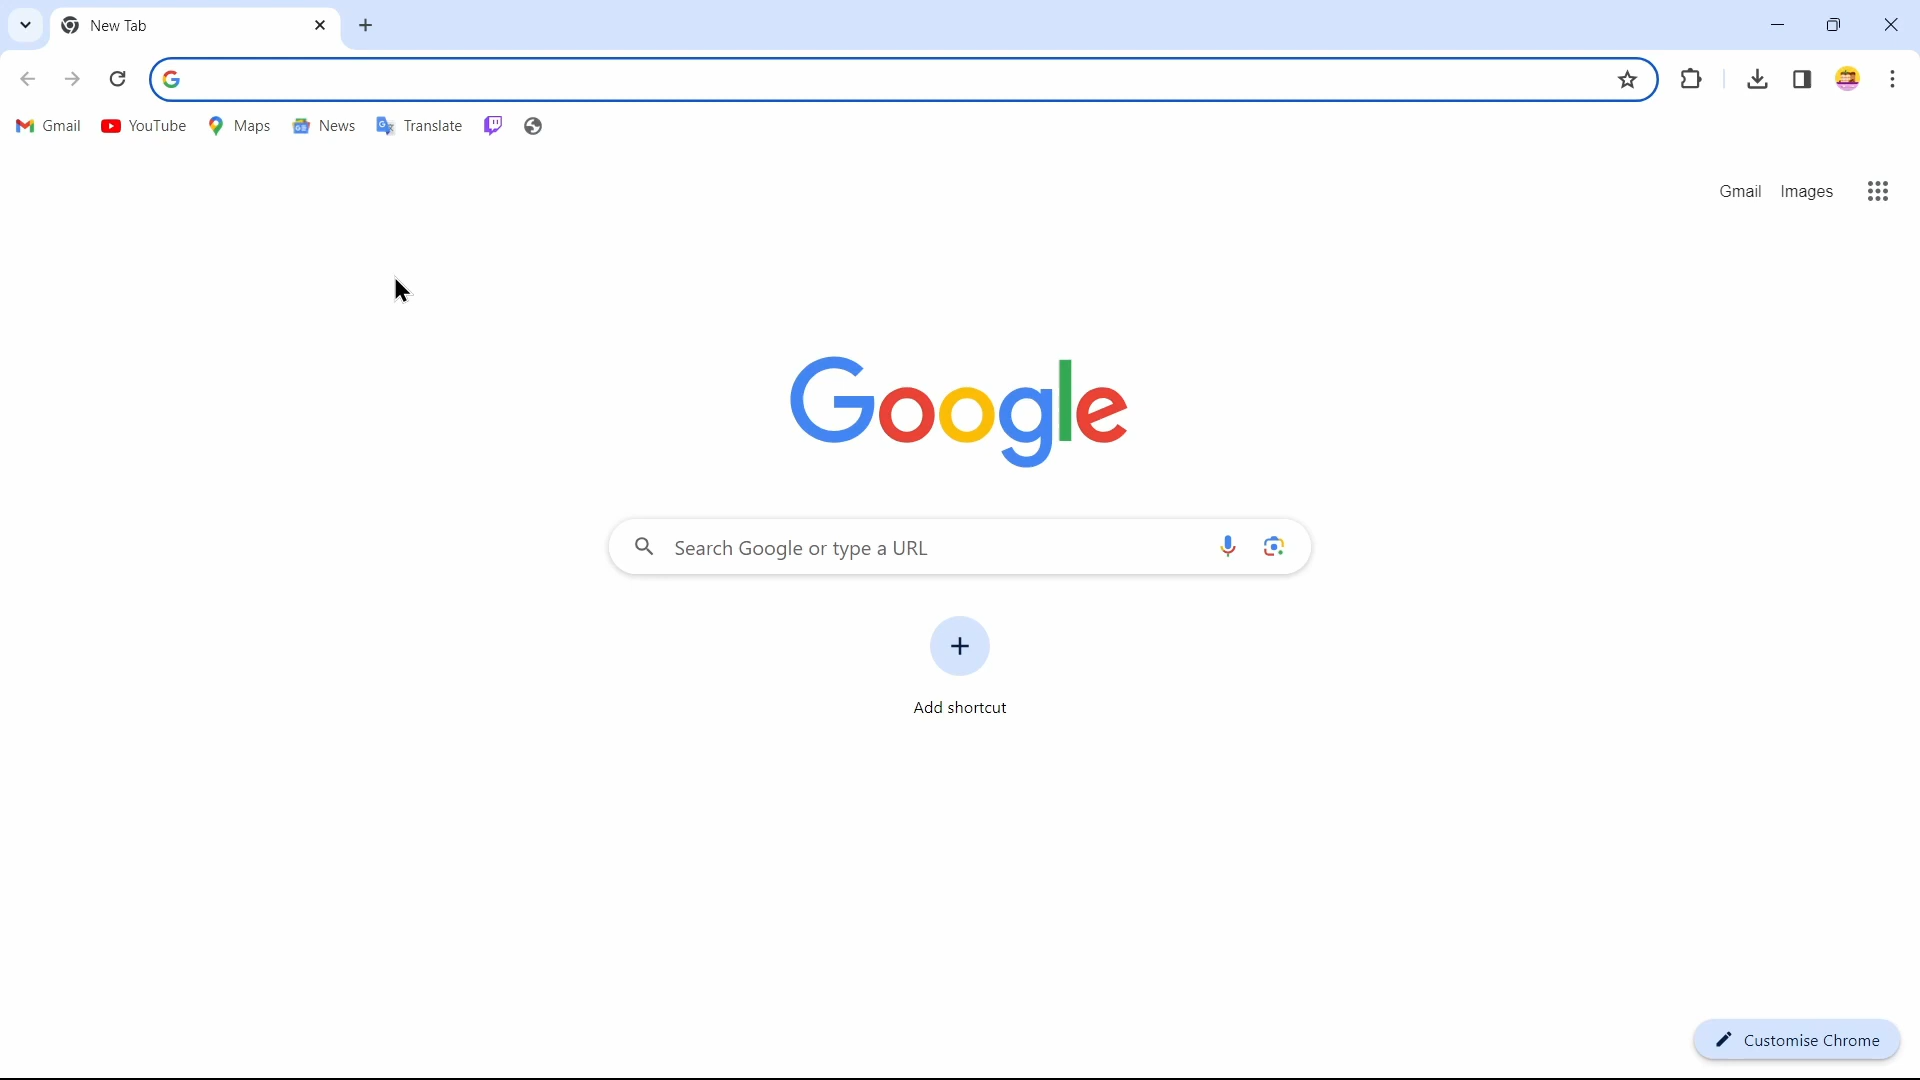 New Tab
Gmail YouTube Maps News Translate
Gmail Images
Google
Search Google or type a URL
Add shortcut
Customise Chrome